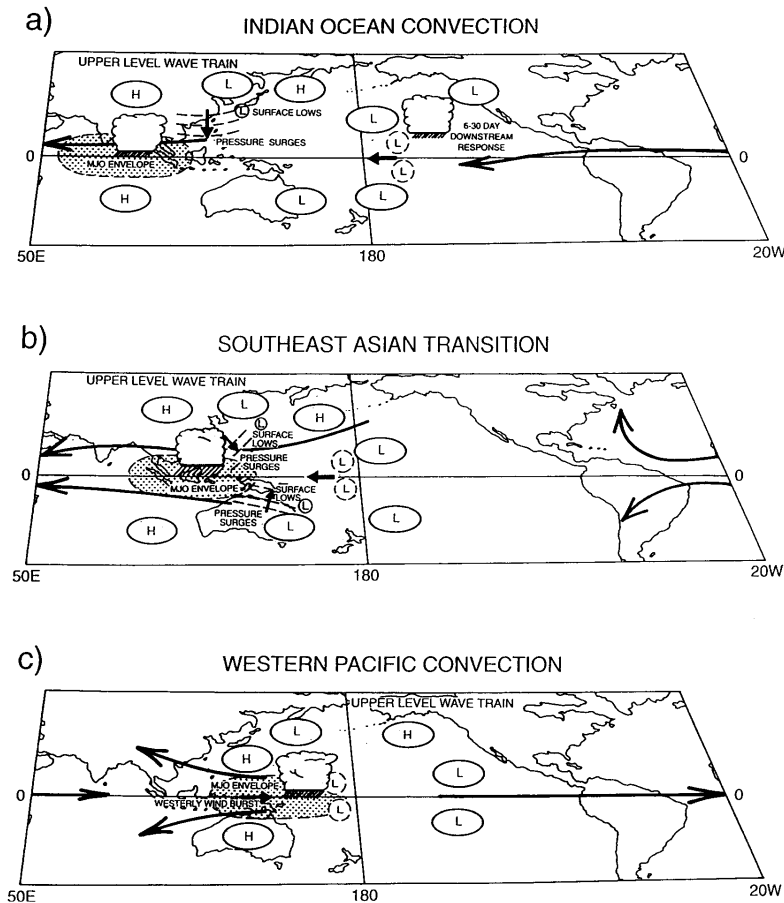 a)
INDIAN OCEAN CONVECTION
UPPER LEVEL WAVE TRAIN
H
L
H
L
L
SURFACE LOWS
PRESSURE SURGES
L
L
6-30 DAY
DOWNSTREAM
RESPONSE
0
0
MJO ENVELOPE
L
H
L
L
50E
180
20W
b)
SOUTHEAST ASIAN TRANSITION
UPPER LEVEL WAVE TRAIN
H
L
H
L
SURFACE
LOWS
PRESSURE
SURGES
L
L
0
0
MJO ENVELOPE
SURFACE
LOWS
L
L
PRESSURE
SURGES
H
L
L
50E
180
20W
c)
WESTERN PACIFIC CONVECTION
UPPER LEVEL WAVE TRAIN
L
H
H
L
MJO ENVELOPE
L
0
0
WESTERLY WIND BURST
L
H
L
50E
180
20W